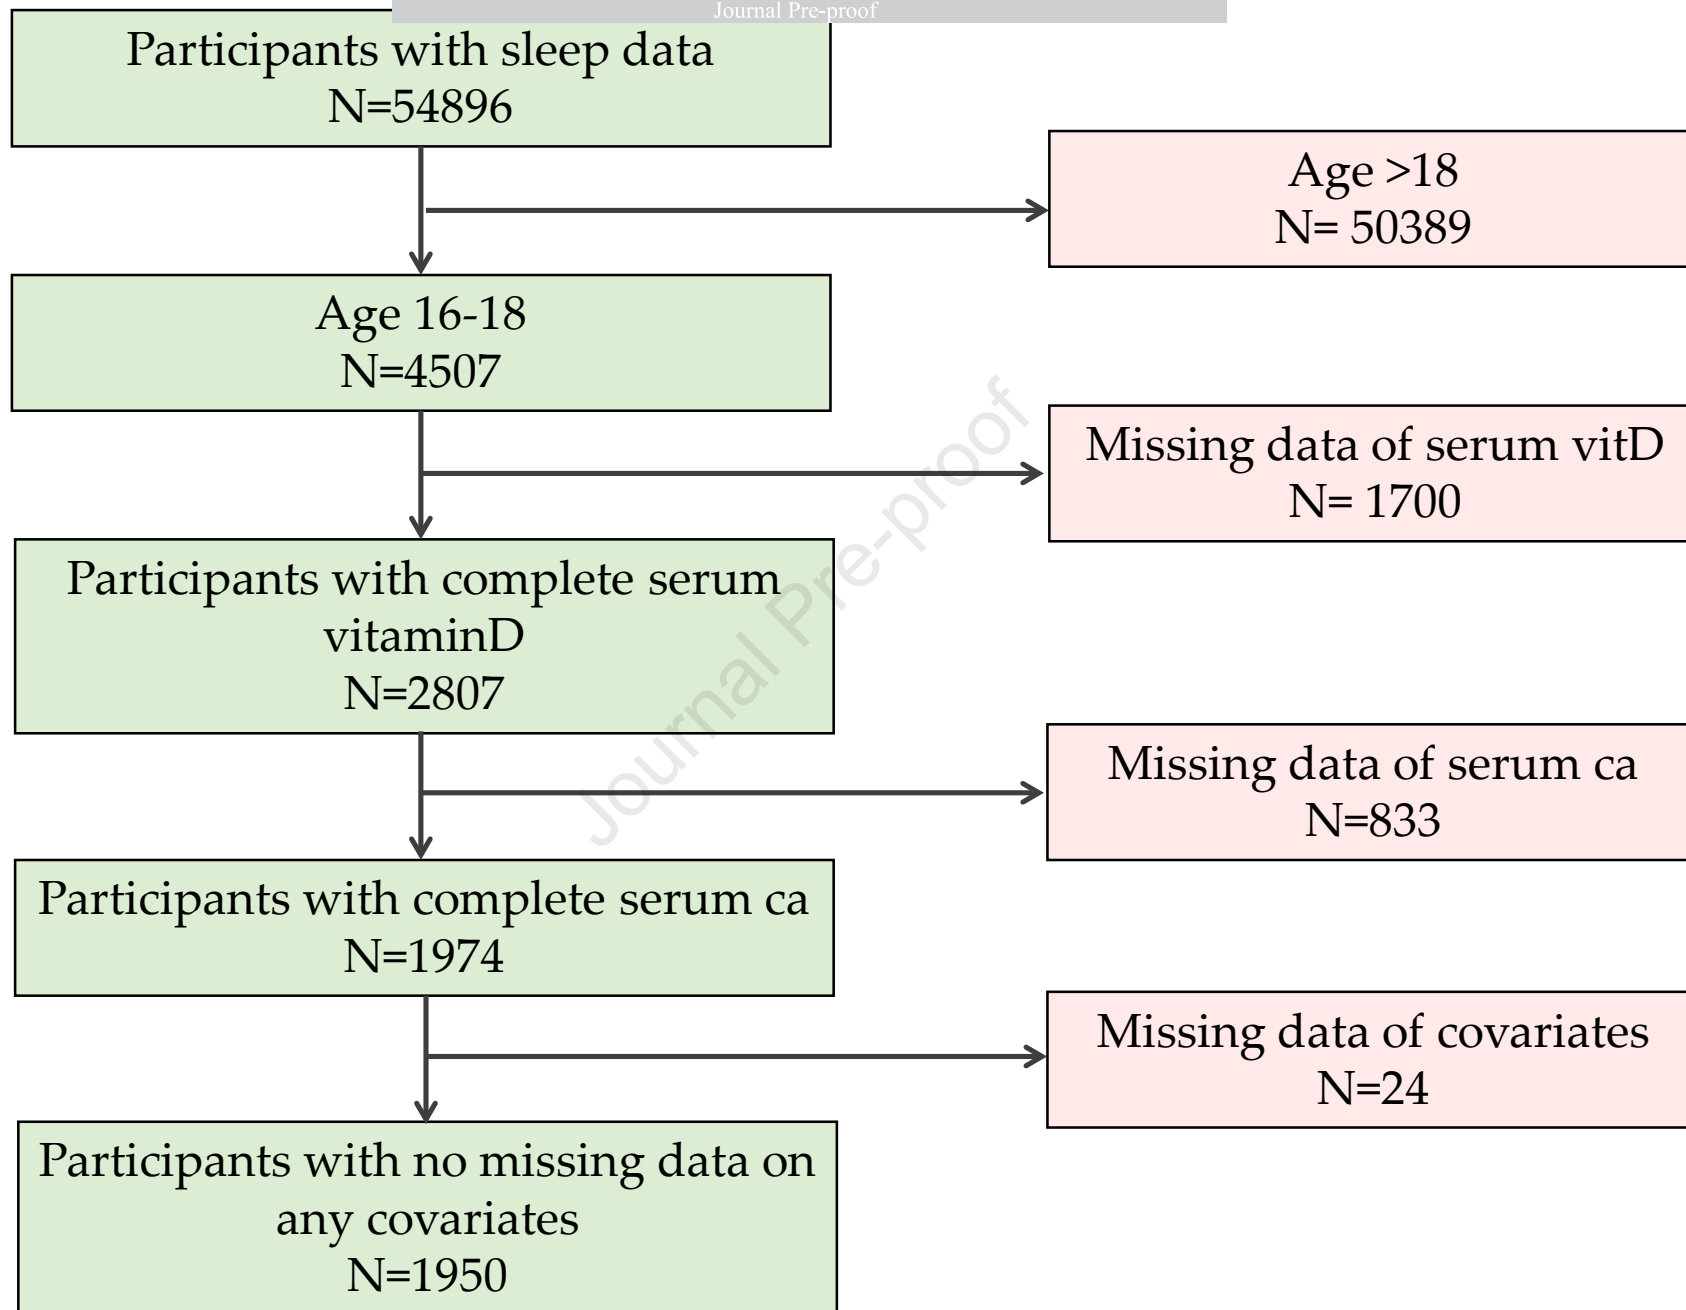 Journal Pre-proof
Participants with sleep data
N=54896
Age >18
N= 50389
Age 16-18
N=4507
Missing data of serum vitD
N= 1700
Participants with complete serum
vitaminD
N=2807
Missing data of serum ca
N=833
Participants with complete serum ca
N=1974
Missing data of covariates
N=24
Participants with no missing data on
any covariates
N=1950
Journal Pre-proof